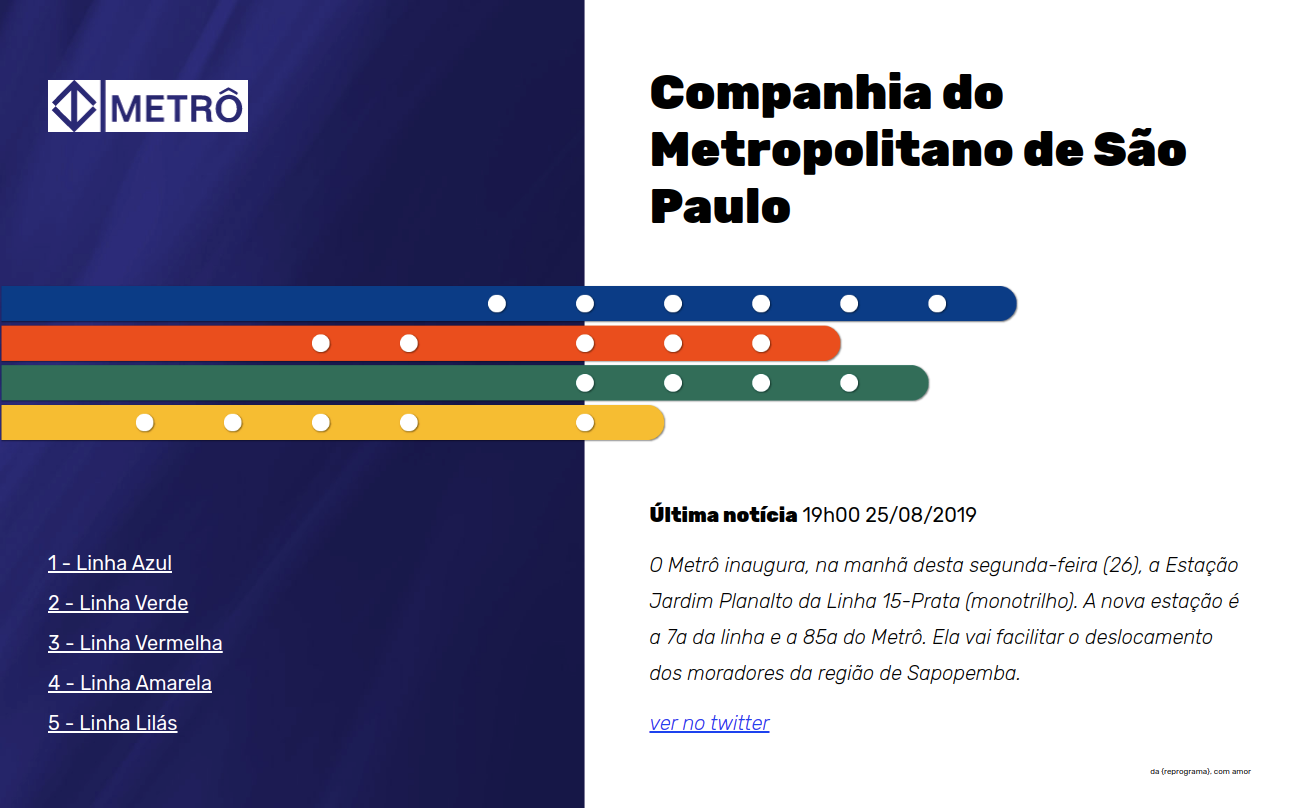 METRÔ
Companhia do
Metropolitano de São
Paulo
1 - Linha Azul
2 - Linha Verde
3 - Linha Vermelha
4 - Linha Amarela
5 - Linha Lilás
Última notícia 19h00 25/08/2019
O Metrô inaugura, na manhã desta segunda-feira (26), a Estação
Jardim Planalto da Linha 15-Prata (monotrilho). A nova estação é
a 7a da linha e a 85a do Metrô. Ela vai facilitar o deslocamento
dos moradores da região de Sapopemba.
ver no twitter
da {reprograma}, com amor